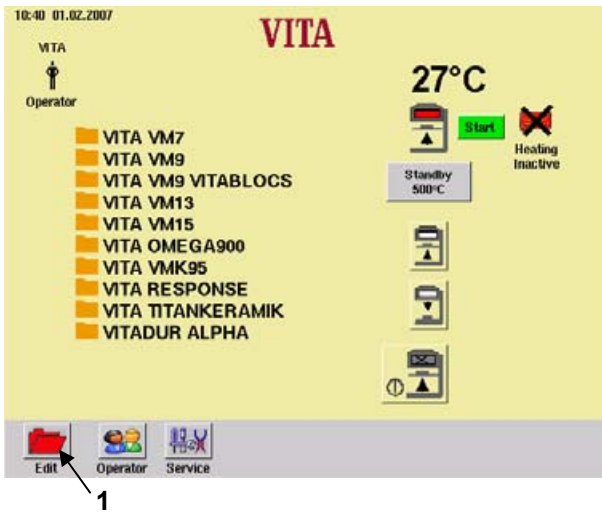 10:40 01.02.2007
VITA
VITA
Operator
27°C
Start
Heating
Inactive
Standby
500°C
VITA VM7
VITA VM9
VITA VM9 VITABLOCS
VITA VM13
VITA VM15
VITA OMEGA900
VITA VMK95
VITA RESPONSE
VITA TITANKERAMIK
VITADUR ALPHA
Edit
Operator
Service
1